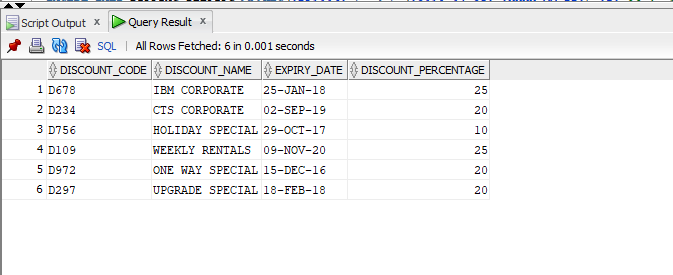 Script Output x Query Result x
SQL | All Rows Fetched: 6 in 0.001 seconds
DISCOUNT_CODE DISCOUNT_NAME EXPIRY_DATE DISCOUNT_PERCENTAGE
1 D678 IBM CORPORATE 25-JAN-18 25
2 D234 CTS CORPORATE 02-SEP-19 20
3 D756 HOLIDAY SPECIAL 29-OCT-17 10
4 D109 WEEKLY RENTALS 09-NOV-20 25
5 D972 ONE WAY SPECIAL 15-DEC-16 20
6 D297 UPGRADE SPECIAL 18-FEB-18 20